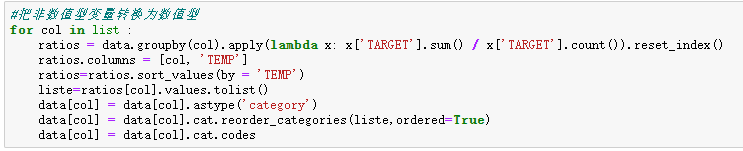 #把非数值型变量转换为数值型
for col in list :
    ratios = data.groupby(col).apply(lambda x: x['TARGET'].sum() / x['TARGET'].count()).reset_index()
    ratios.columns = [col, 'TEMP']
    ratios=ratios.sort_values(by = 'TEMP')
    liste=ratios[col].values.tolist()
    data[col] = data[col].astype('category')
    data[col] = data[col].cat.reorder_categories(liste,ordered=True)
    data[col] = data[col].cat.codes